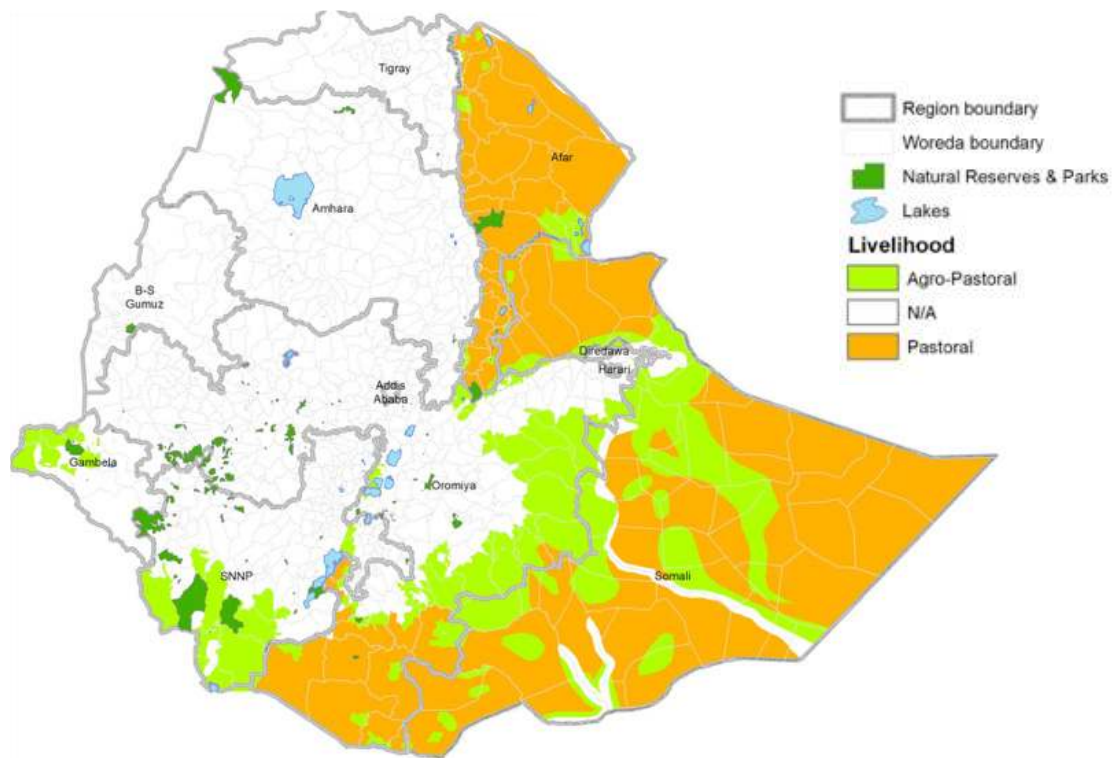 Tigray
Afar
Amhara
B-S
Gumuz
Diredawa
Harari
Addis
Ababa
Gambela
Oromiya
SNNP
Somali
Region boundary
Woreda boundary
Natural Reserves & Parks
Lakes
Livelihood
Agro-Pastoral
N/A
Pastoral